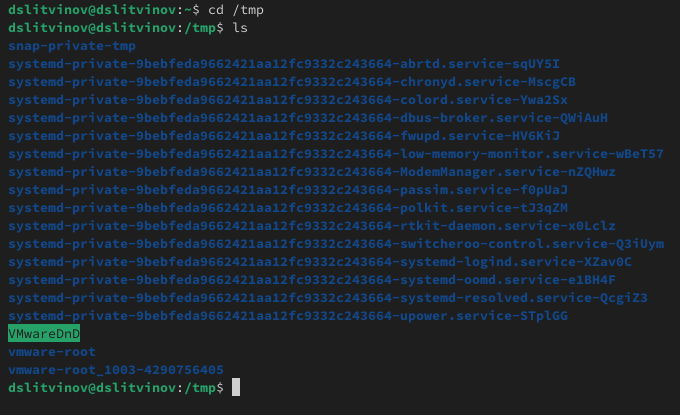 dslitvinov@dslitvinov:~$ cd /tmp
dslitvinov@dslitvinov:/tmp$ ls
snap-private-tmp
systemd-private-9bebfeda9662421aa12fc9332c243664-abrtd.service-sqUY5I
systemd-private-9bebfeda9662421aa12fc9332c243664-chronyd.service-MscgCB
systemd-private-9bebfeda9662421aa12fc9332c243664-colord.service-Ywa2Sx
systemd-private-9bebfeda9662421aa12fc9332c243664-dbus-broker.service-QWiAuH
systemd-private-9bebfeda9662421aa12fc9332c243664-fwupd.service-HV6KiJ
systemd-private-9bebfeda9662421aa12fc9332c243664-low-memory-monitor.service-wBeT57
systemd-private-9bebfeda9662421aa12fc9332c243664-ModemManager.service-nZQHwz
systemd-private-9bebfeda9662421aa12fc9332c243664-passim.service-f0pUaJ
systemd-private-9bebfeda9662421aa12fc9332c243664-polkit.service-tJ3qZM
systemd-private-9bebfeda9662421aa12fc9332c243664-rtkit-daemon.service-x0Lclz
systemd-private-9bebfeda9662421aa12fc9332c243664-switcheroo-control.service-Q3iUym
systemd-private-9bebfeda9662421aa12fc9332c243664-systemd-logind.service-XZav0C
systemd-private-9bebfeda9662421aa12fc9332c243664-systemd-oomd.service-e1BH4F
systemd-private-9bebfeda9662421aa12fc9332c243664-systemd-resolved.service-QcgiZ3
systemd-private-9bebfeda9662421aa12fc9332c243664-upower.service-STplGG
VMwareDnD
vmware-root
vmware-root_1003-4290756405
dslitvinov@dslitvinov:/tmp$